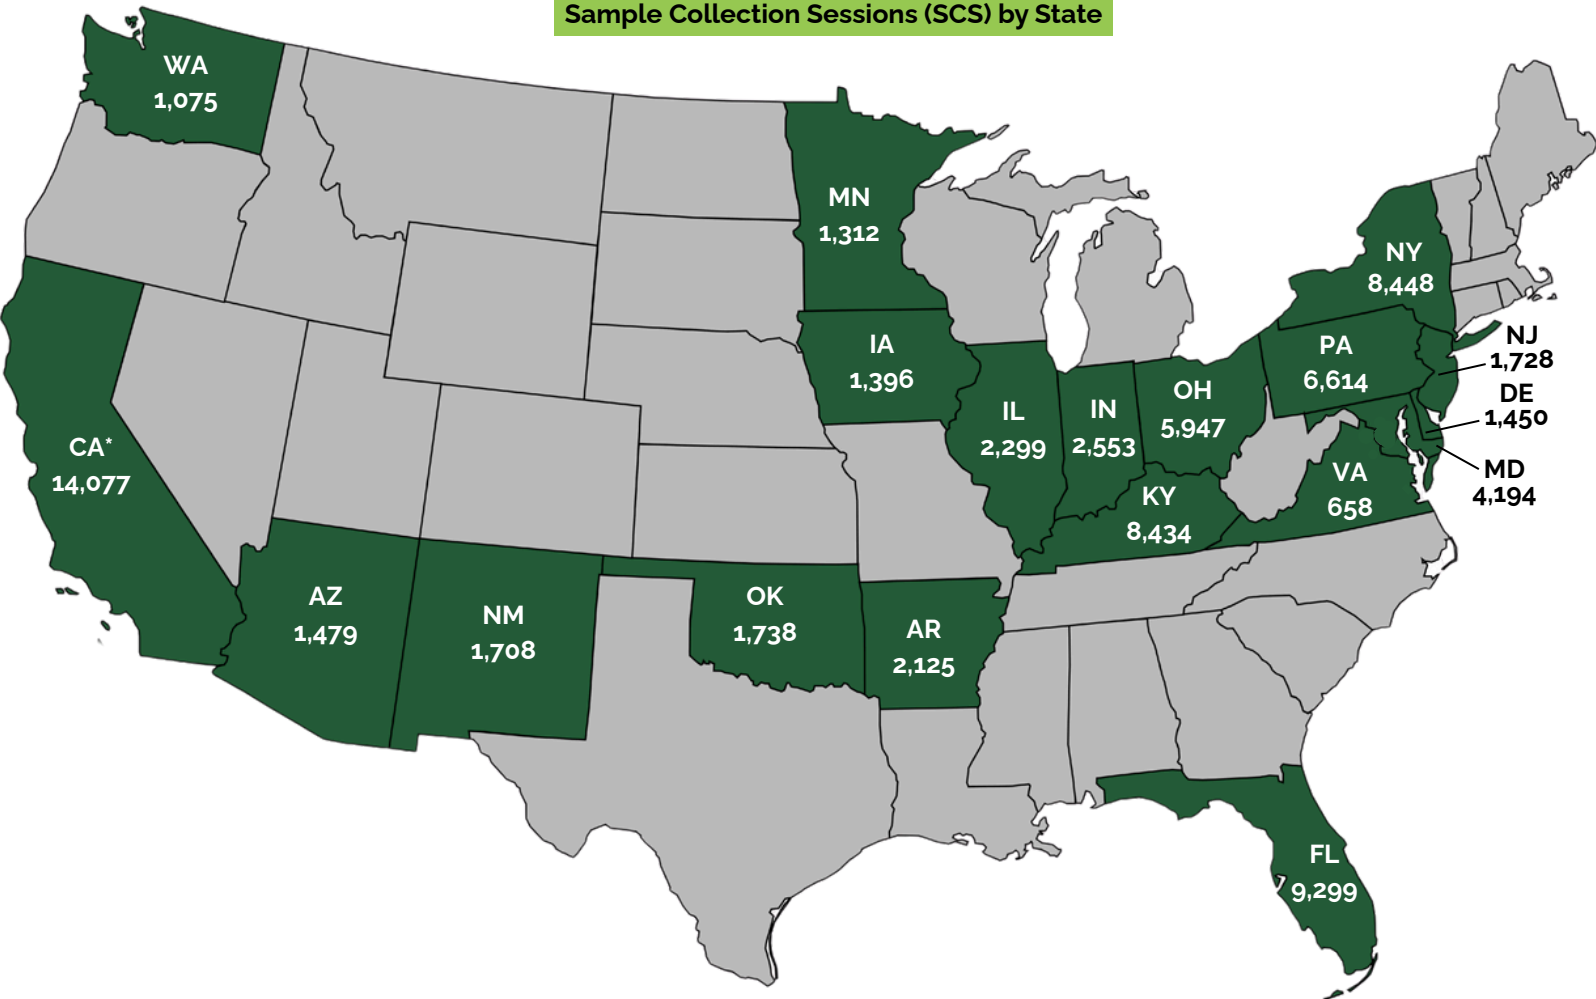 Sample Collection Sessions (SCS) by State
WA
1,075
MN
1,312
NY
8,448
IA
1,396
PA
6,614
NJ
1,728
DE
1,450
CA*
14,077
IL
2,299
IN
2,553
OH
5,947
MD
4,194
VA
658
KY
8,434
AZ
1,479
NM
1,708
OK
1,738
AR
2,125
FL
9,299